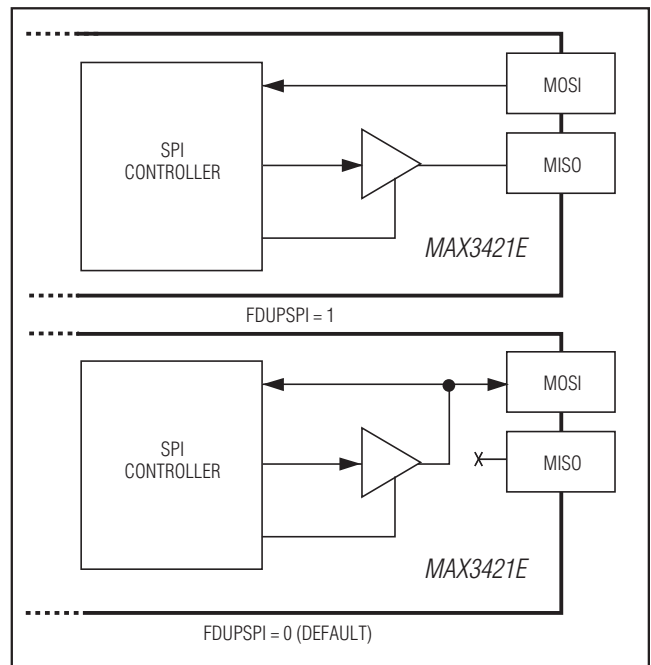 MOSI
SPI
CONTROLLER
MISO
MAX3421E
FDUPSPI = 1
MOSI
SPI
CONTROLLER
MISO
MAX3421E
FDUPSPI = 0 (DEFAULT)